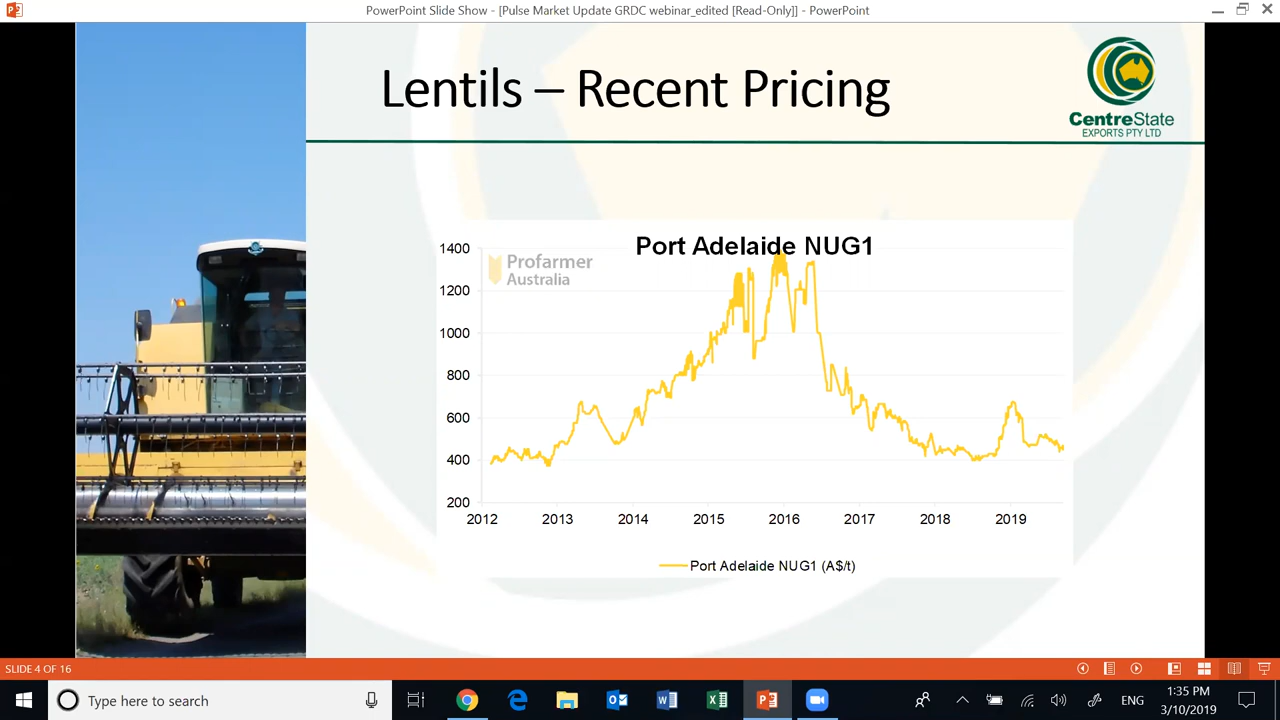 PowerPoint Slide Show - [Pulse Market Update GRDC webinar_edited [Read-Only]] - PowerPoint
Lentils – Recent Pricing
CentreState
EXPORTS PTY LTD
Port Adelaide NUG1
Profarmer
Australia
1400
1200
1000
800
600
400
200
2012 2013 2014 2015 2016 2017 2018 2019
Port Adelaide NUG1 (A$/t)
SLIDE 4 OF 16
Type here to search
ENG
1:35 PM
3/10/2019